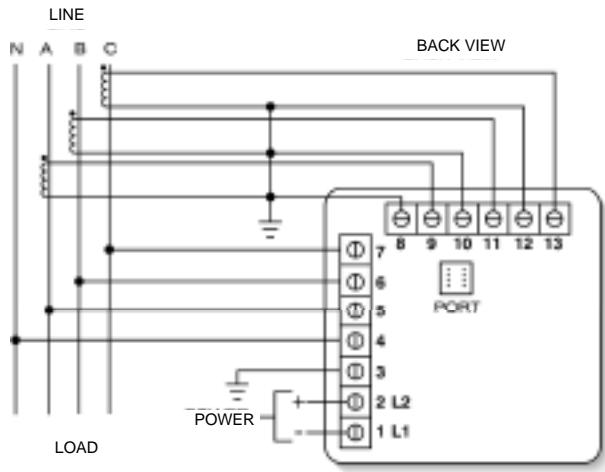 LINE
N A B C
BACK VIEW
8 9 10 11 12 13
7
6
PORT
5
4
3
+ 2 L2
POWER
- 1 L1
LOAD